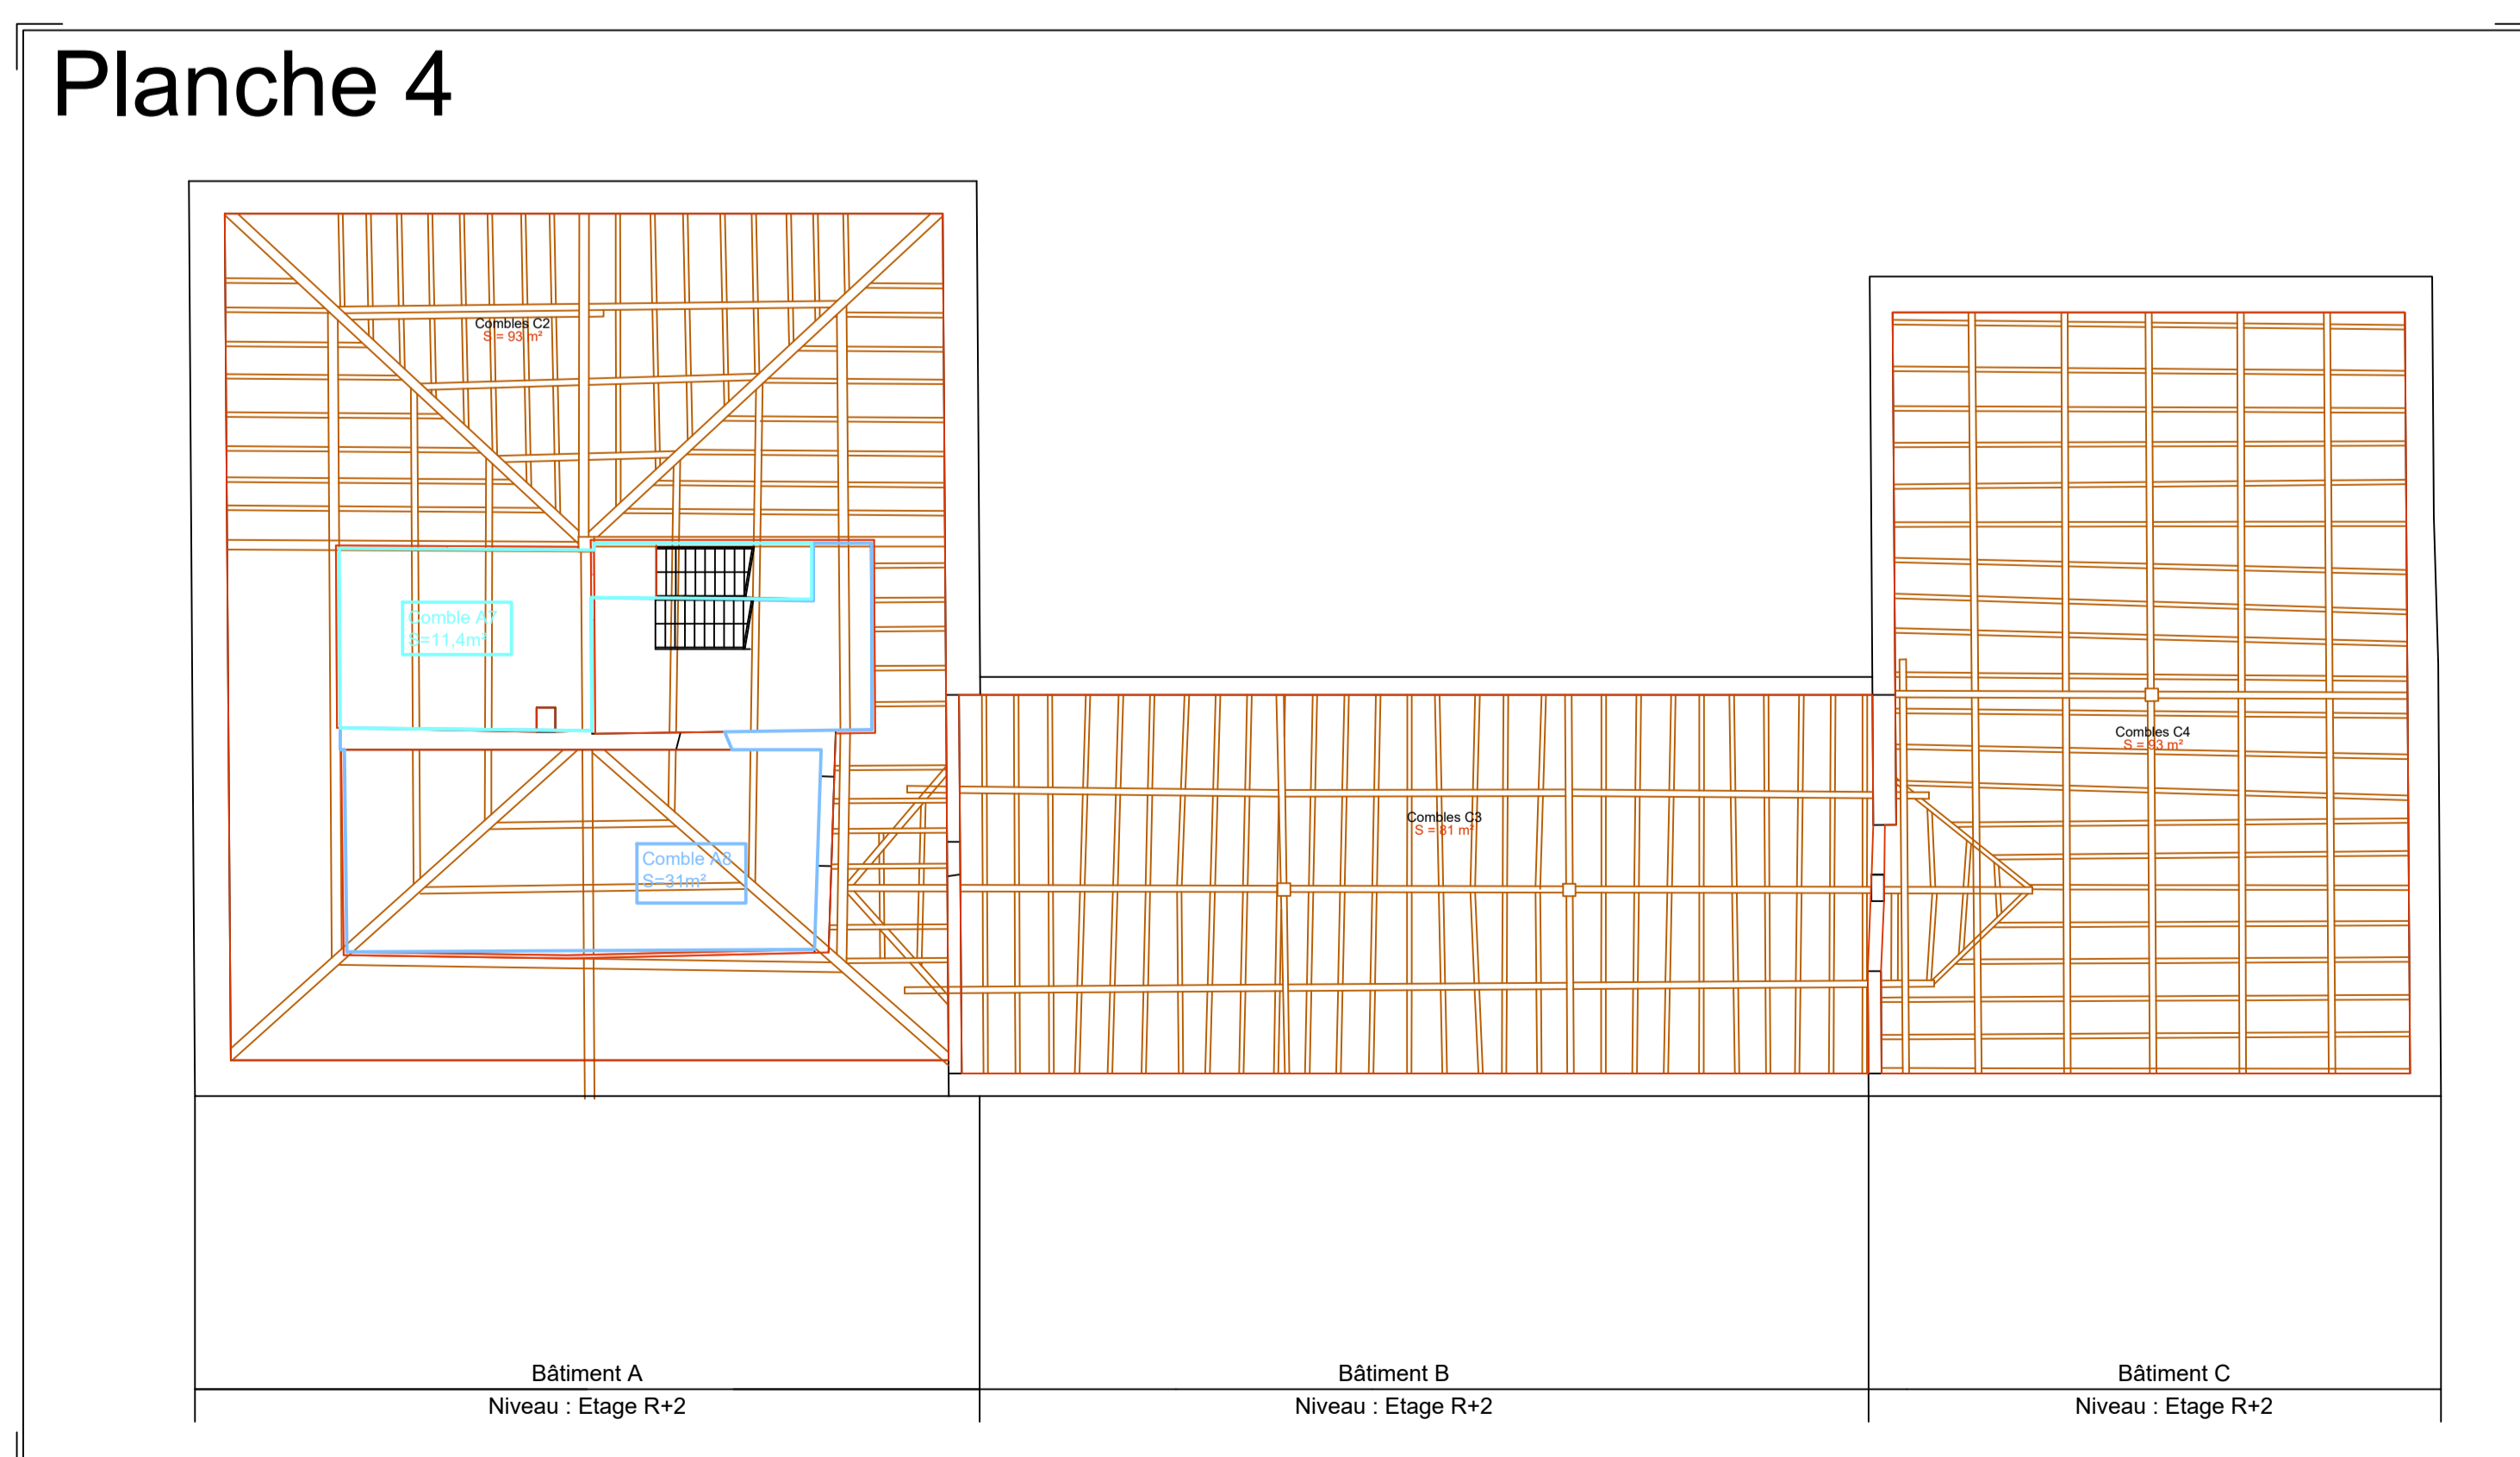 Planche 4
Combles C2
S = 93 m²
Comble A7
S=11,4m²
Comble A8
S=31m²
Combles C3
S = 81 m²
Combles C4
S = 93 m²
Bâtiment A
Niveau : Etage R+2
Bâtiment B
Niveau : Etage R+2
Bâtiment C
Niveau : Etage R+2